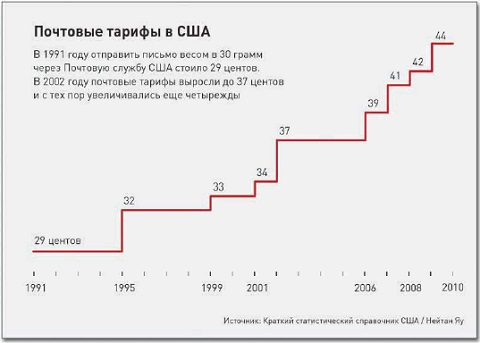 Почтовые тарифы в США
В 1991 году отправить письмо весом в 30 грамм
через Почтовую службу США стоило 29 центов.
В 2002 году почтовые тарифы выросли до 37 центов
и с тех пор увеличивались еще четырежды
44
42
41
39
37
34
33
32
29 центов
1991 1995 1999 2001 2006 2008 2010
Источник: Краткий статистический справочник США / Нейтан Яу